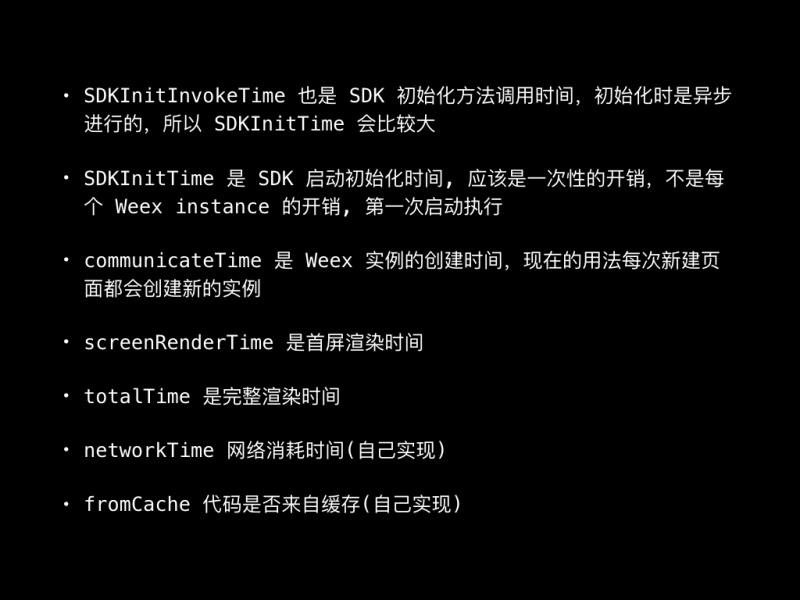 • SDKInitInvokeTime 也是 SDK 初始化方法调用时间，初始化时是异步
进行的，所以 SDKInitTime 会比较大
• SDKInitTime 是 SDK 启动初始化时间, 应该是一次性的开销，不是每
个 Weex instance 的开销, 第一次启动执行
• communicateTime 是 Weex 实例的创建时间，现在的用法每次新建页
面都会创建新的实例
• screenRenderTime 是首屏渲染时间
• totalTime 是完整渲染时间
• networkTime 网络消耗时间(自己实现)
• fromCache 代码是否来自缓存(自己实现)